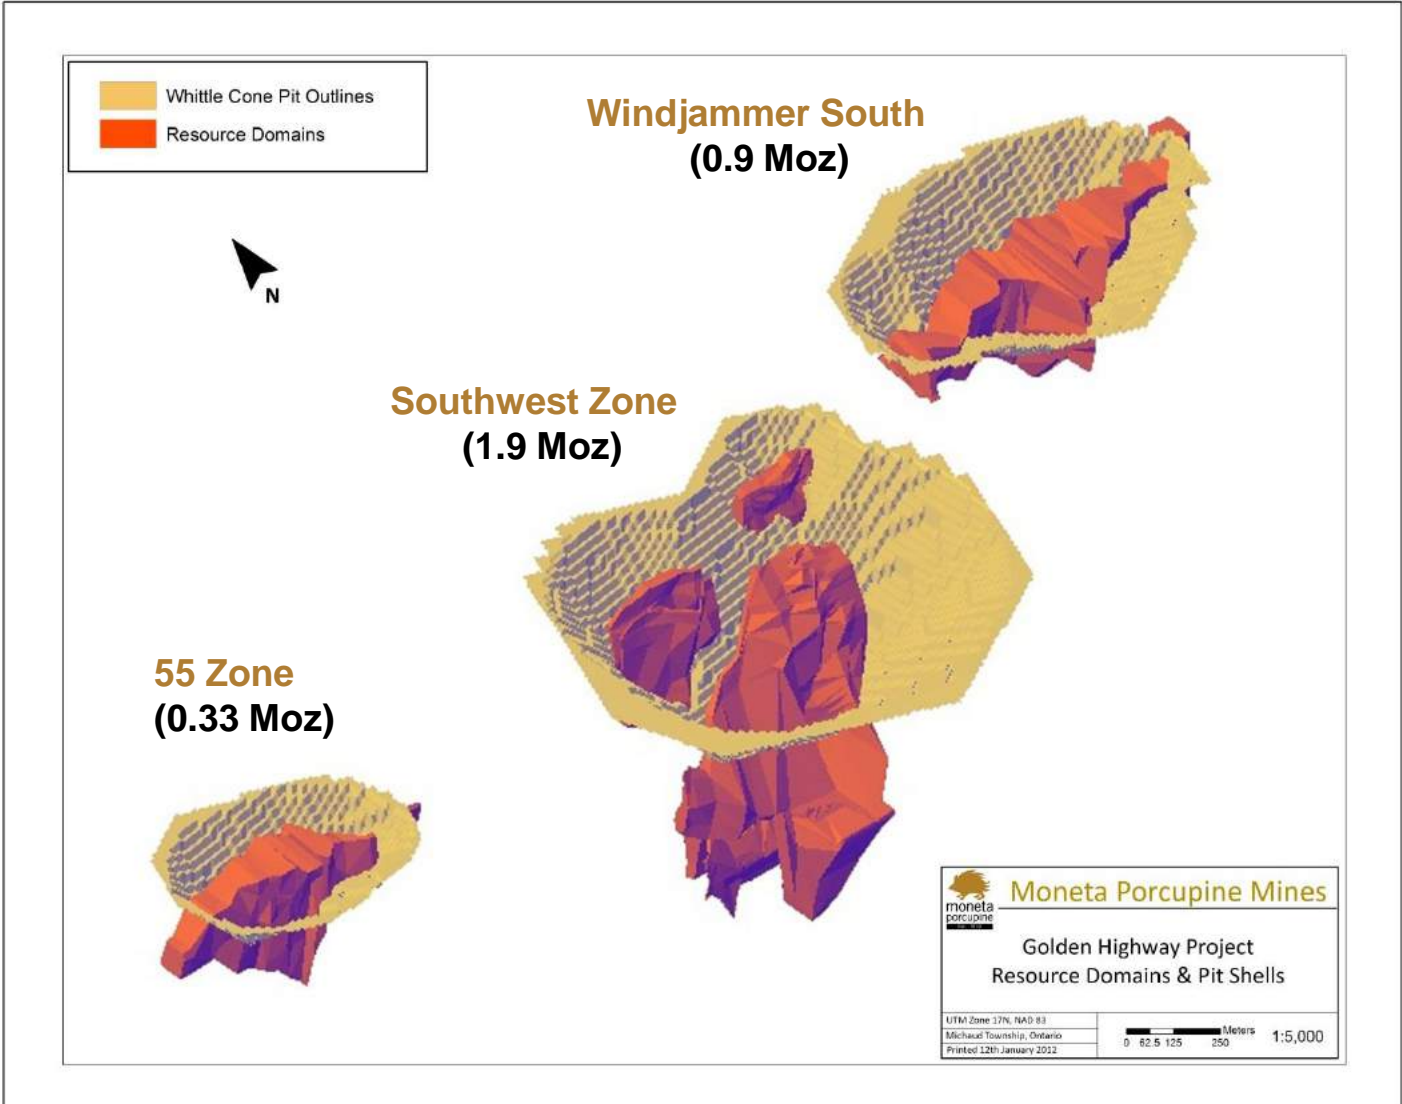 Whittle Cone Pit Outlines
Resource Domains
Windjammer South
(0.9 Moz)
N
Southwest Zone
(1.9 Moz)
55 Zone
(0.33 Moz)
moneta
porcupine
Moneta Porcupine Mines
Golden Highway Project
Resource Domains & Pit Shells
UTM Zone 17N, NAD 83
Michaud Township, Ontario
Printed 12th January 2012
Meters
0 62.5 125 250
1:5,000